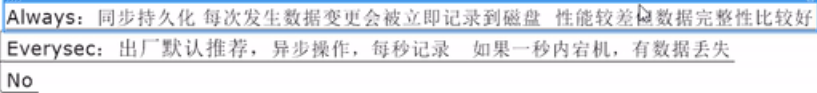 Always：同步持久化 每次发生数据变更会被立即记录到磁盘 性能较差 数据完整性比较好
Everysec：出厂默认推荐，异步操作，每秒记录 如果一秒内宕机，有数据丢失
No